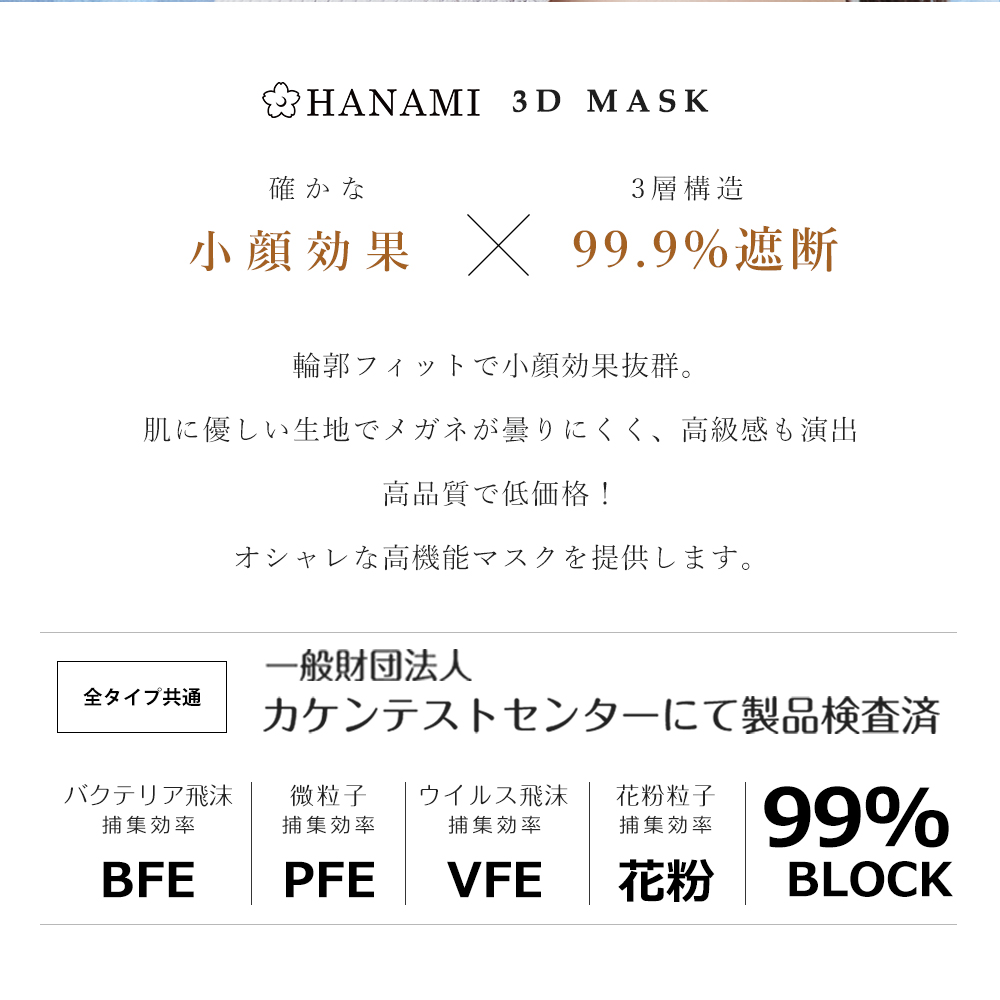 HANAMI 3D MASK
確かな
小顔効果
×
3層構造
99.9%遮断
輪郭フィットで小顔効果抜群。
肌に優しい生地でメガネが曇りにくく、高級感も演出
高品質で低価格！
オシャレな高機能マスクを提供します。
全タイプ共通
一般財団法人
カケンテストセンターにて製品検査済
バクテリア飛沫
捕集効率
BFE
微粒子
捕集効率
PFE
ウイルス飛沫
捕集効率
VFE
花粉粒子
捕集効率
花粉
99%
BLOCK